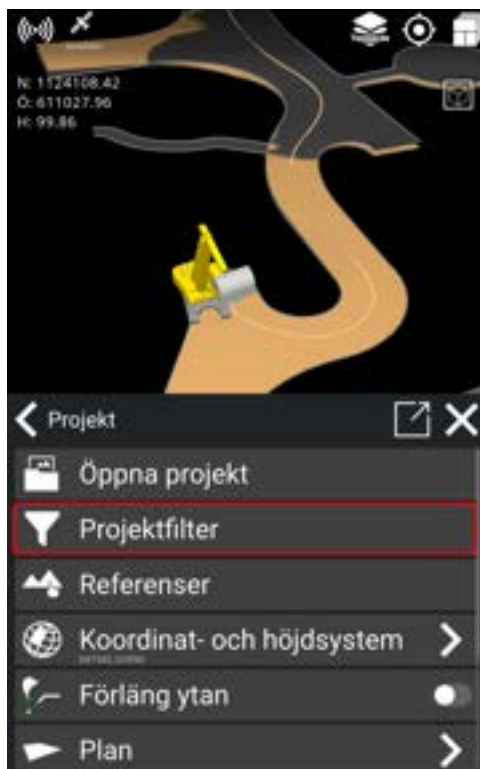 N: 1124108.42
Ö: 611027.96
H: 99.86
Projekt
Öppna projekt
Projektfilter
Referenser
Koordinat- och höjdsystem
Förläng ytan
Plan